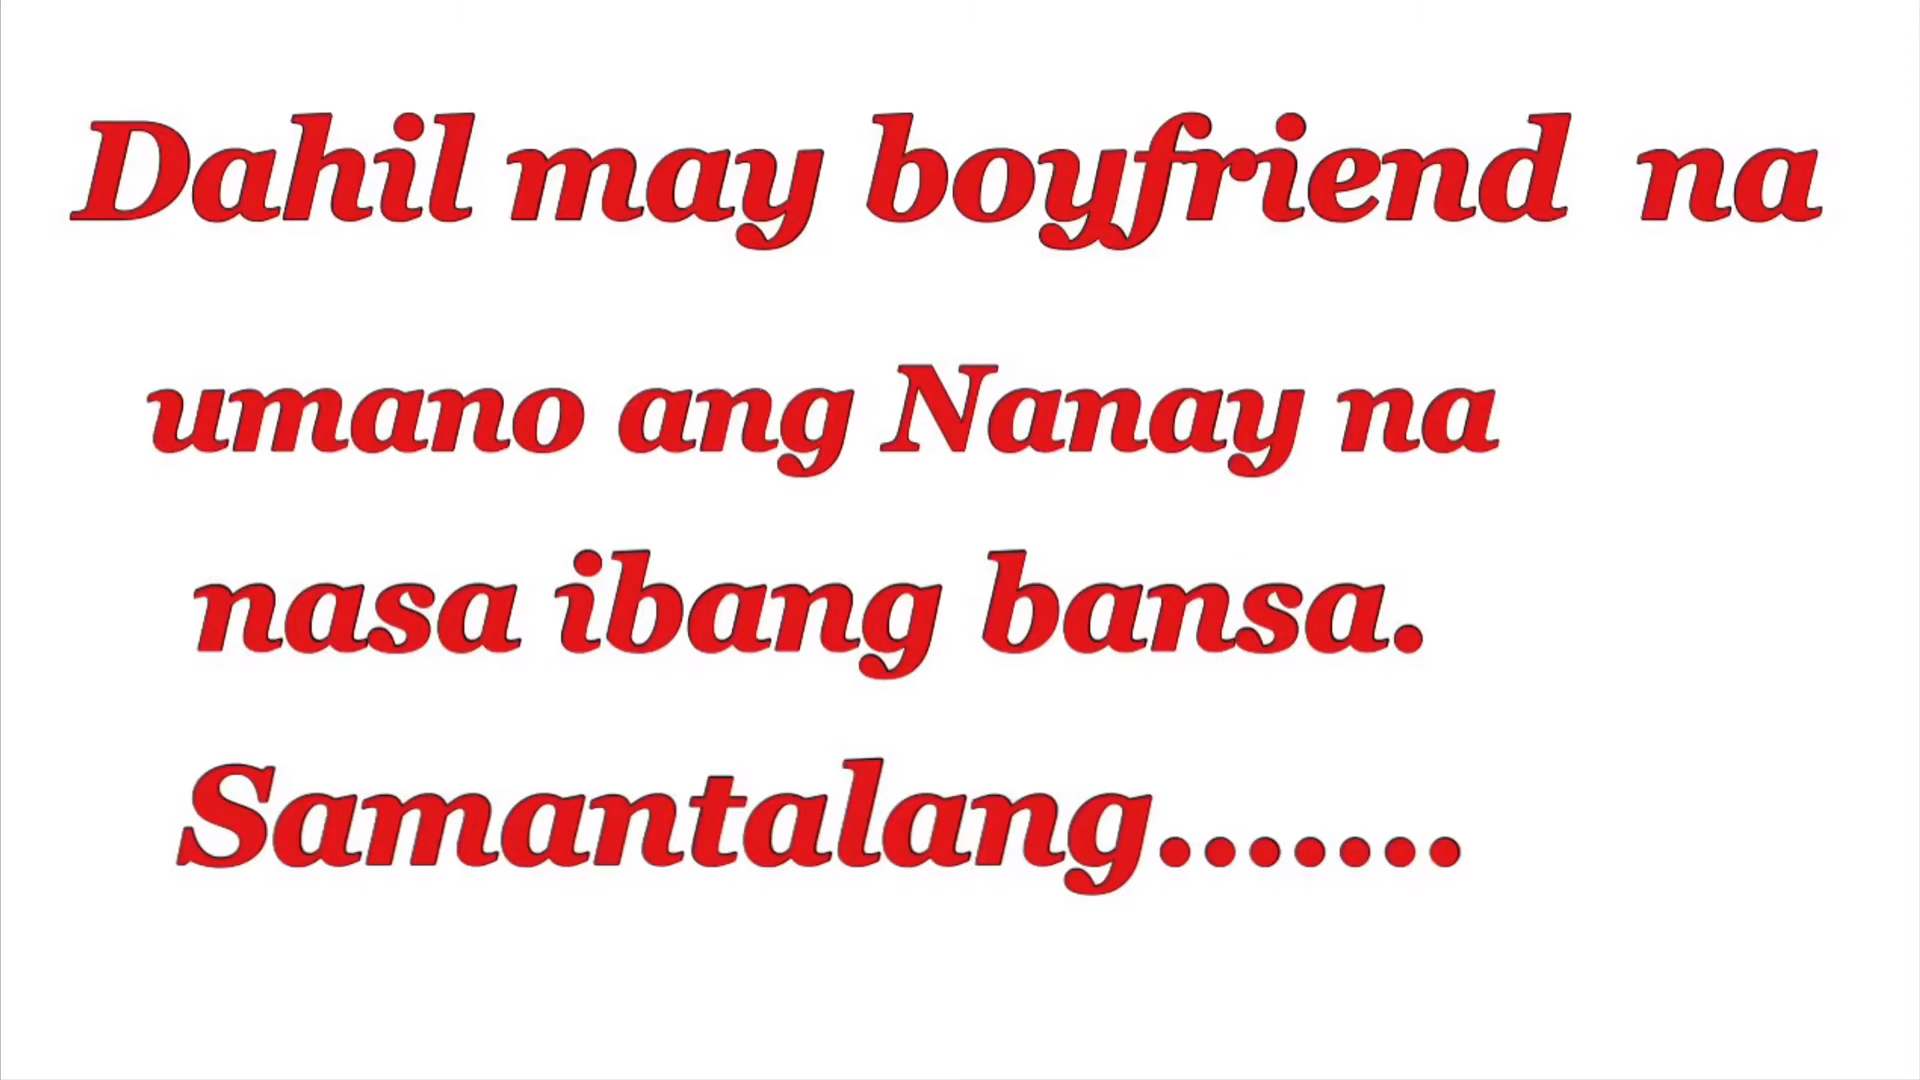 Dahil may boyfriend na
umano ang Nanay na
nasa ibang bansa.
Samantalang.......